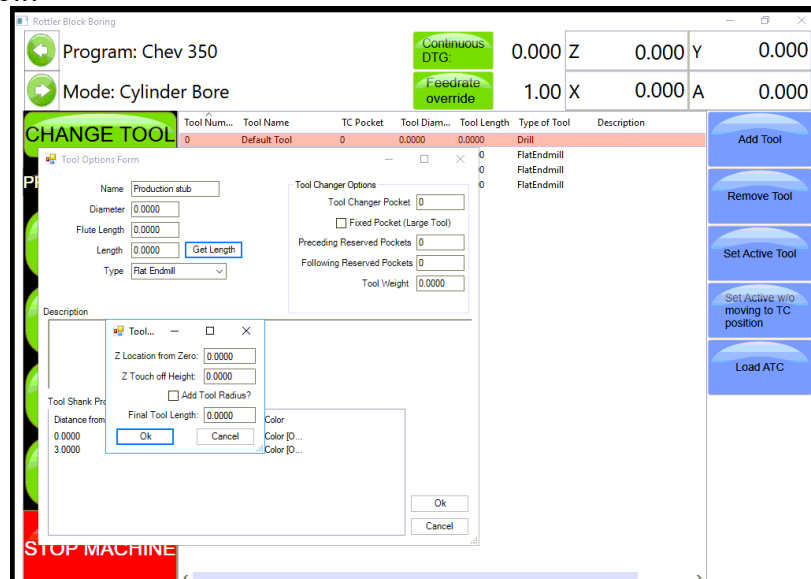 Rottler Block Boring
Program: Chev 350
Continuous DTG:
0.000 Z 0.000 Y 0.000
Mode: Cylinder Bore
Feedrate override
1.00 X 0.000 A 0.000
CHANGE TOOL
Tool Num... Tool Name TC Pocket Tool Diam... Tool Length Type of Tool Description
0 Default Tool 0 0.0000 0.0000 Drill
0 FlatEndmill
0 FlatEndmill
Add Tool
Remove Tool
Set Active Tool
Set Active w/o
moving to TC
position
Load ATC
Tool Options Form
Name Production stub
Diameter 0.0000
Flute Length 0.0000
Length 0.0000 Get Length
Type Flat Endmill
Tool Changer Options
Tool Changer Pocket 0
Fixed Pocket (Large Tool)
Preceding Reserved Pockets 0
Following Reserved Pockets 0
Tool Weight 0.0000
Description
Tool...
Z Location from Zero: 0.0000
Z Touch off Height: 0.0000
Add Tool Radius?
Final Tool Length: 0.0000
Ok Cancel
Tool Shank Pro
Distance from Color
0.0000 Color [O...
3.0000 Color [O...
Ok
Cancel
STOP MACHINE